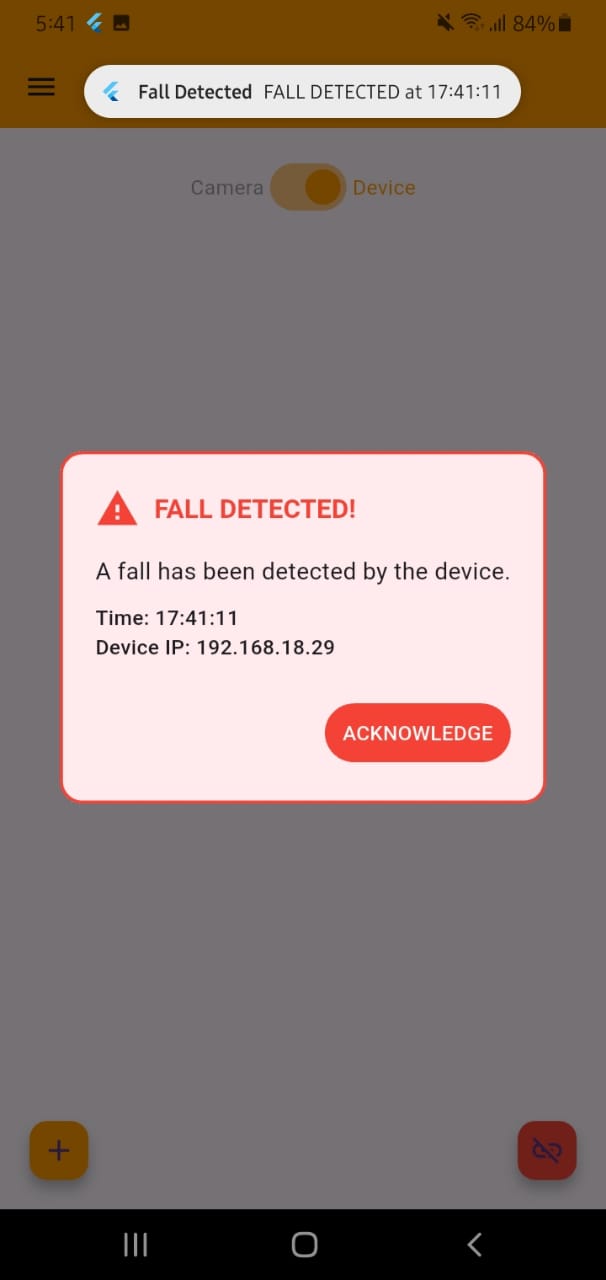 5:41 84%
Fall Detected FALL DETECTED at 17:41:11
Camera Device
FALL DETECTED!
A fall has been detected by the device.
Time: 17:41:11
Device IP: 192.168.18.29
ACKNOWLEDGE